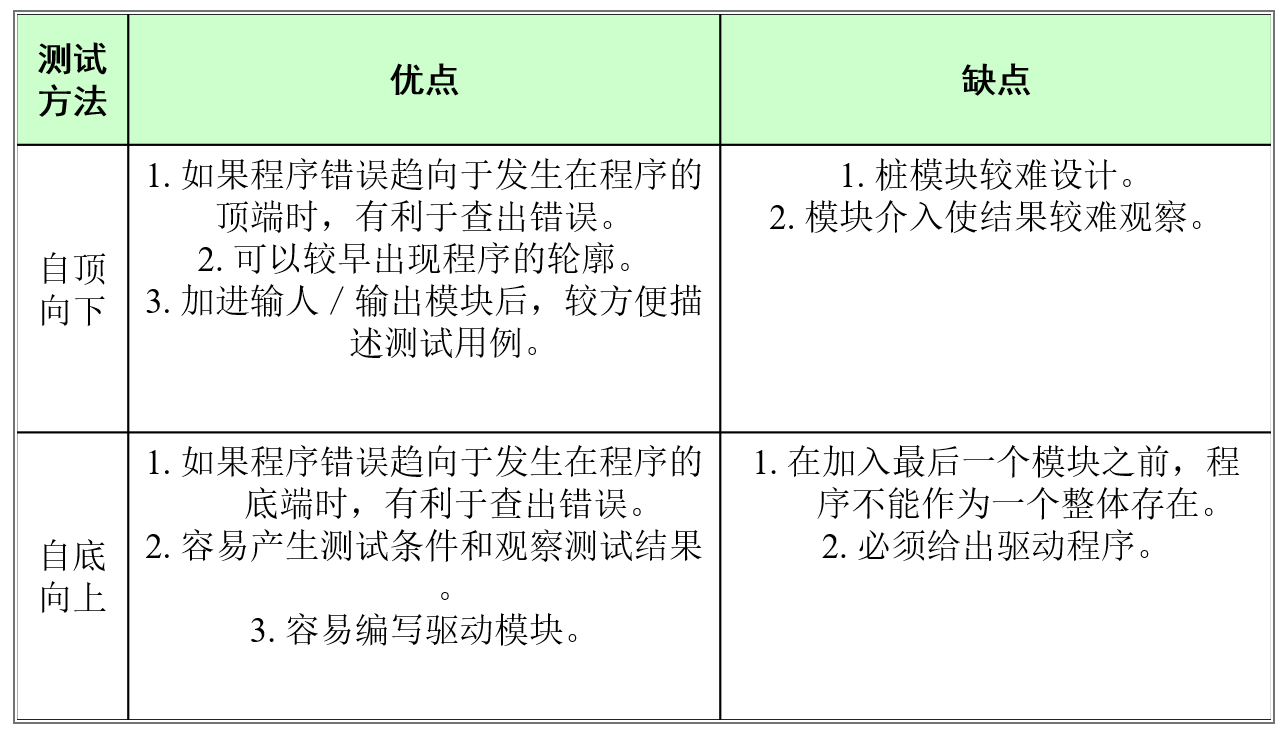 测试
方法
优点
缺点
自顶
向下
1. 如果程序错误趋向于发生在程序的
顶端时，有利于查出错误。
2. 可以较早出现程序的轮廓。
3. 加进输人／输出模块后，较方便描
述测试用例。
1. 桩模块较难设计。
2. 模块介入使结果较难观察。
自底
向上
1. 如果程序错误趋向于发生在程序的
底端时，有利于查出错误。
2. 容易产生测试条件和观察测试结果
。
3. 容易编写驱动模块。
1. 在加入最后一个模块之前，程
序不能作为一个整体存在。
2. 必须给出驱动程序。